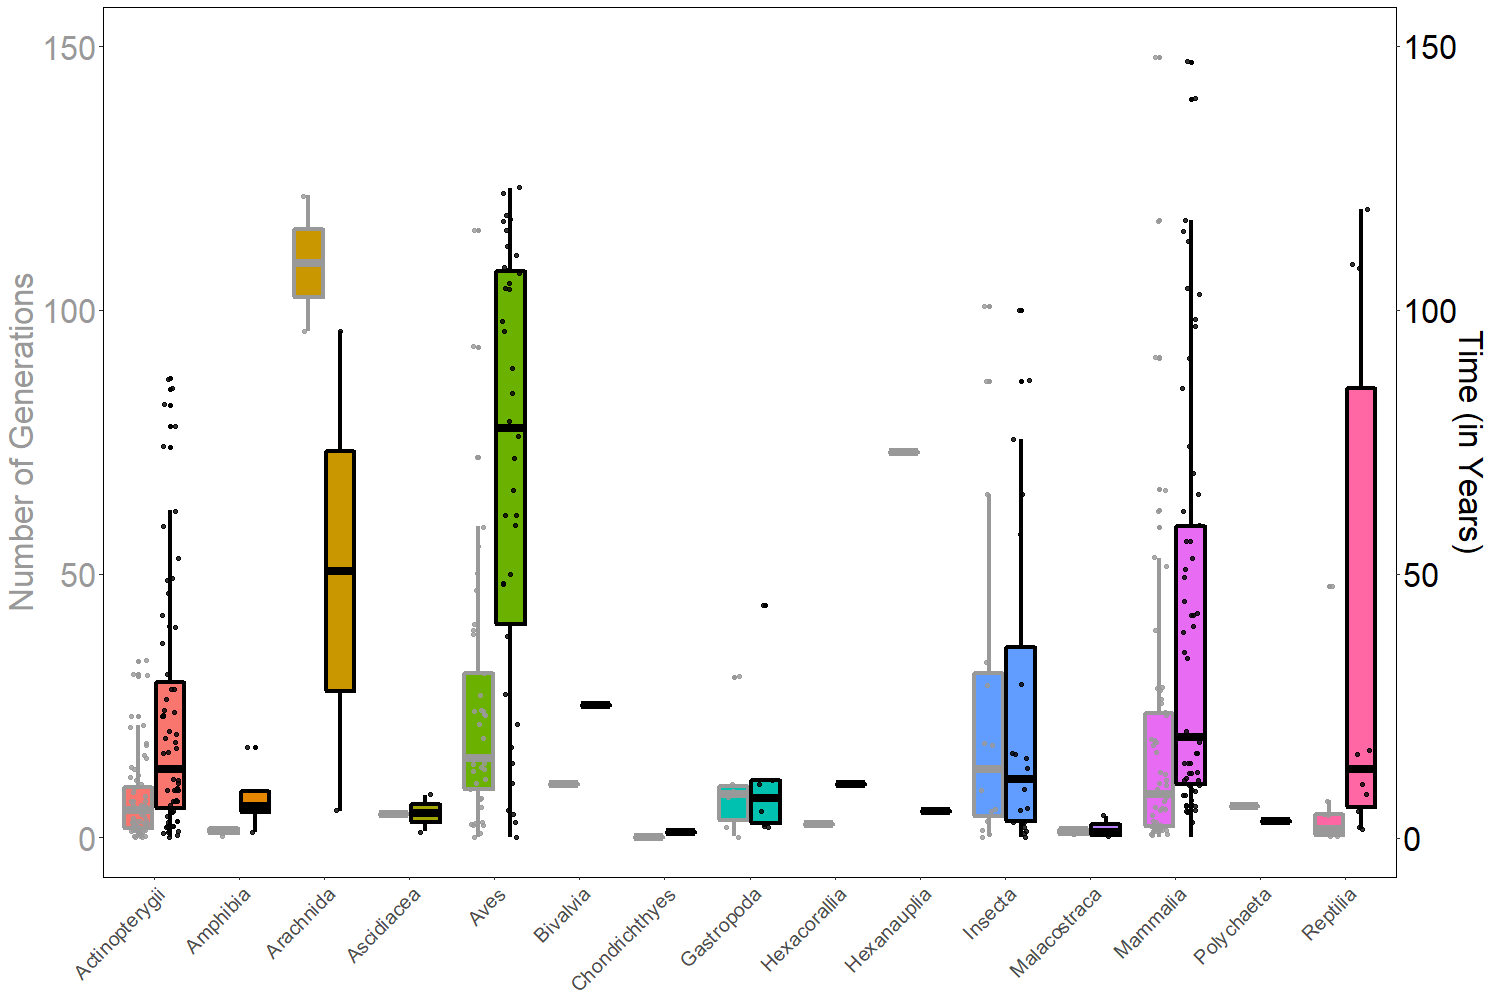 Number of Generations
150
100
50
0
150
100
50
0
Time (in Years)
Actinopterygii
Amphibia
Arachnida
Ascidiacea
Aves
Bivalvia
Chondrichthyes
Gastropoda
Hexacorallia
Hexanauplia
Insecta
Malacostraca
Mammalia
Polychaeta
Reptilia